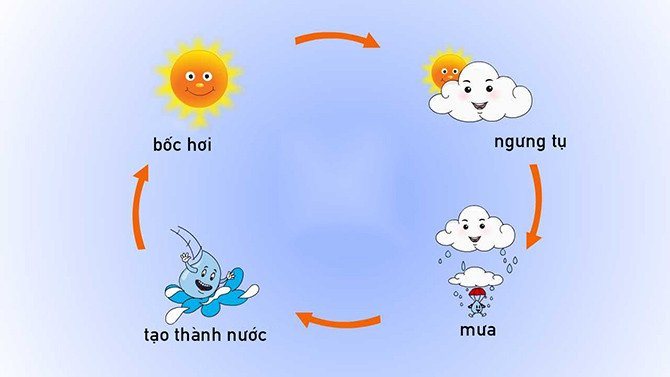 bốc hơi
ngưng tụ
mưa
tạo thành nước